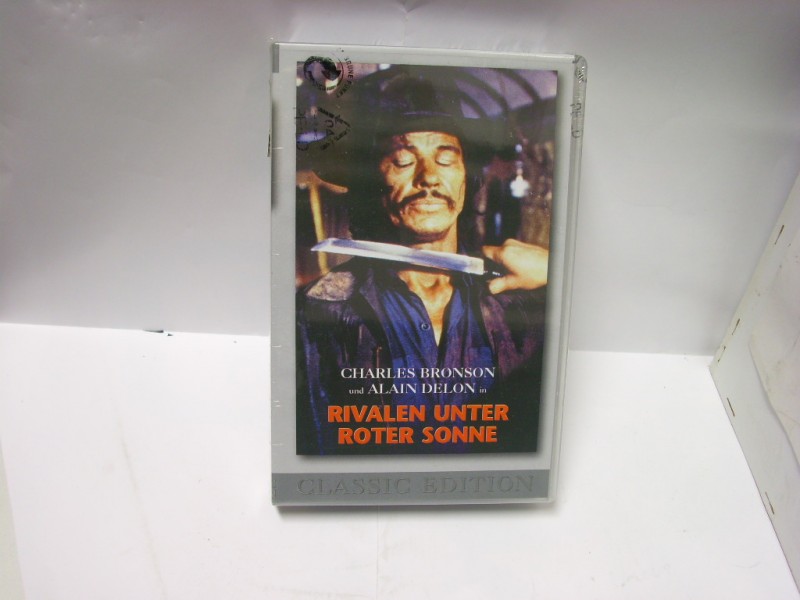 CHARLES BRONSON
und ALAIN DELON in
RIVALEN UNTER
ROTER SONNE
CLASSIC EDITION